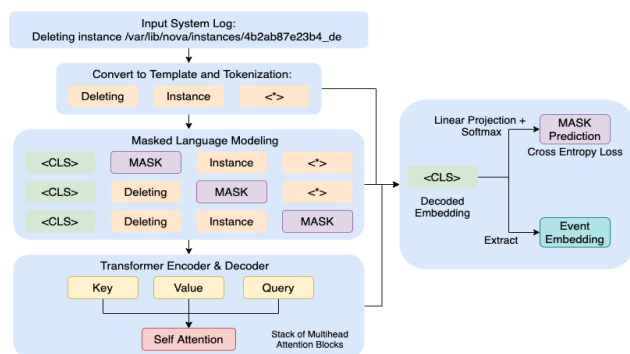 Input System Log:
Deleting instance /var/lib/nova/instances/4b2ab87e23b4_de
Convert to Template and Tokenization:
Deleting Instance <*>
Masked Language Modeling
<CLS> MASK Instance <*>
<CLS> Deleting MASK <*>
<CLS> Deleting Instance MASK
Transformer Encoder & Decoder
Key Value Query
Self Attention
Stack of Multihead
Attention Blocks
Linear Projection +
Softmax
MASK
Prediction
Cross Entropy Loss
<CLS>
Decoded
Embedding
Extract
Event
Embedding